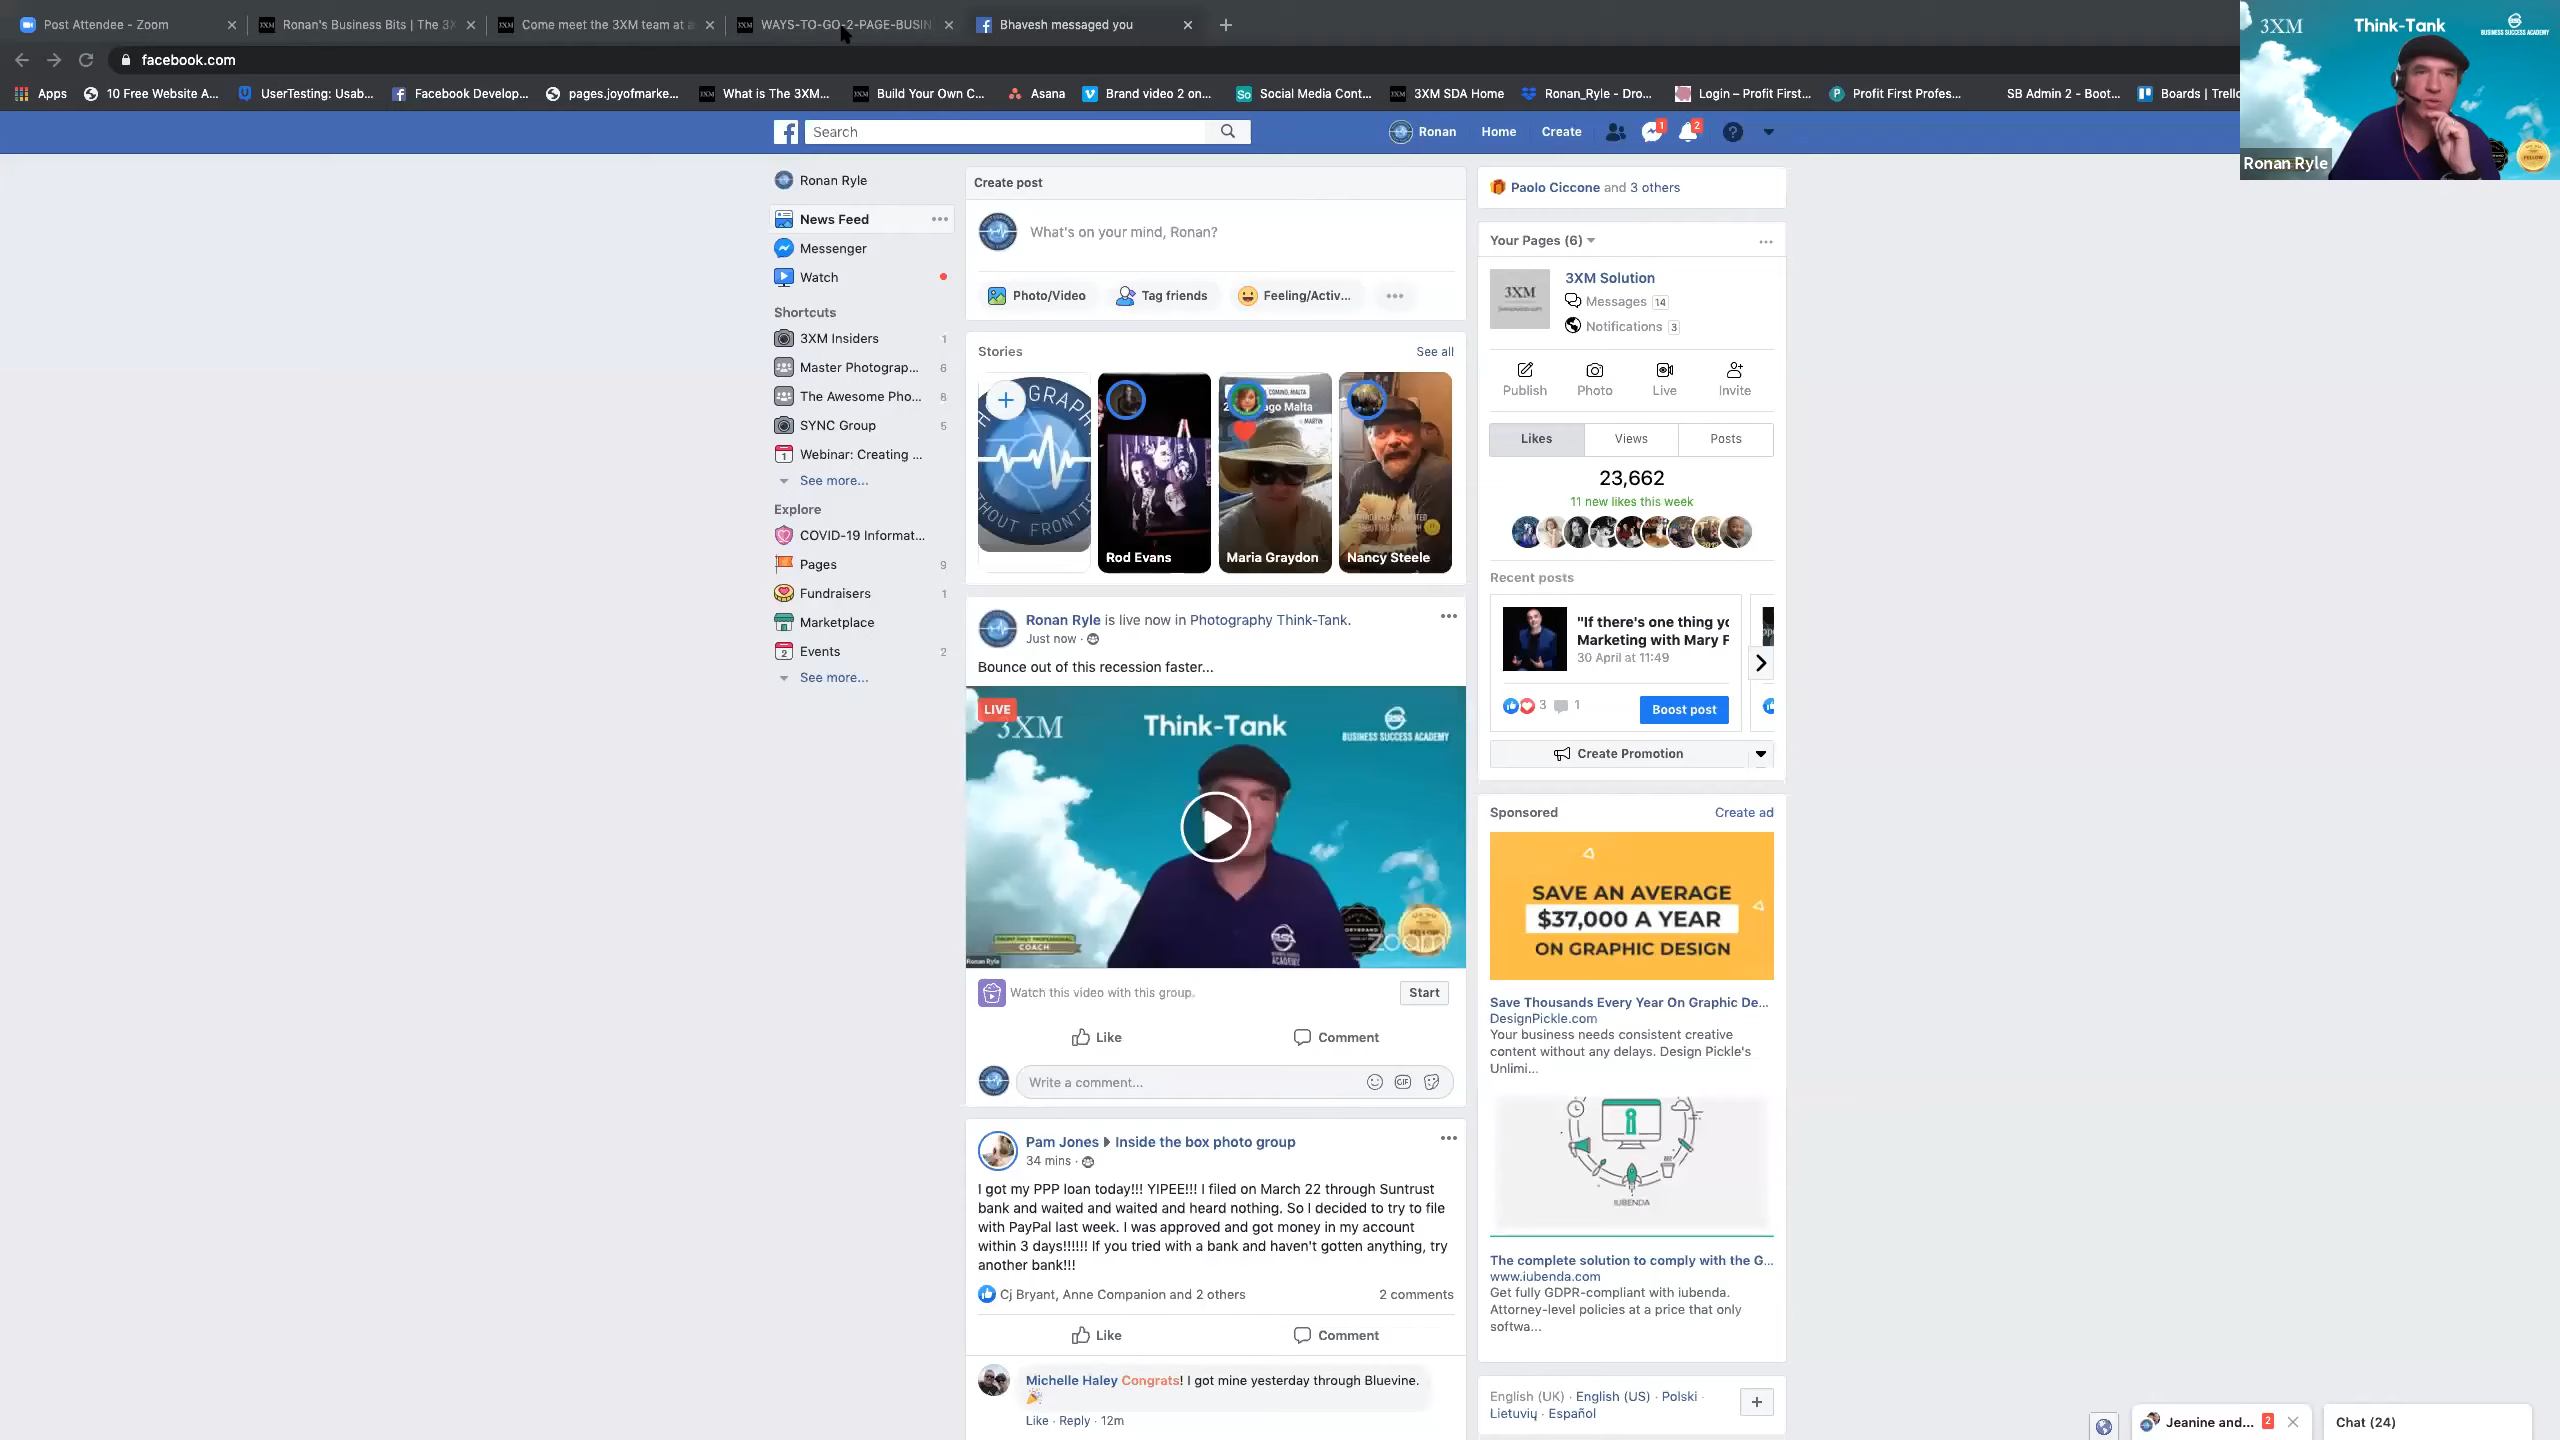 Post Attendee - Zoom
Ronan's Business Bits | The 3X
Come meet the 3XM team at a
WAYS-TO-GO-2-PAGE-BUSIN
Bhavesh messaged you
facebook.com
Apps
10 Free Website A...
UserTesting: Usab...
Facebook Develop...
pages.joyofmarke...
What is The 3XM...
Build Your Own C...
Asana
Brand video 2 on...
Social Media Cont...
3XM SDA Home
Ronan_Ryle - Dro...
Login – Profit First...
Profit First Profes...
SB Admin 2 - Boot...
Boards | Trello
3XM
Think-Tank
BUSINESS SUCCESS ACADEMY
Ronan Ryle
Search
Ronan
Home
Create
1
2
Ronan Ryle
News Feed
Messenger
Watch
Shortcuts
3XM Insiders 1
Master Photograp... 6
The Awesome Pho... 8
SYNC Group 5
Webinar: Creating ...
See more...
Explore
COVID-19 Informat...
Pages 9
Fundraisers 1
Marketplace
Events 2
See more...
Create post
What's on your mind, Ronan?
Photo/Video
Tag friends
Feeling/Activ...
Stories
See all
Rod Evans
Maria Graydon
Nancy Steele
Ronan Ryle is live now in Photography Think-Tank.
Just now
Bounce out of this recession faster...
LIVE
3XM
Think-Tank
BUSINESS SUCCESS ACADEMY
COACH
zoom
Ronan Ryle
Watch this video with this group.
Start
Like
Comment
Write a comment...
GIF
Pam Jones ▸ Inside the box photo group
34 mins
I got my PPP loan today!!! YIPEE!!! I filed on March 22 through Suntrust
bank and waited and waited and heard nothing. So I decided to try to file
with PayPal last week. I was approved and got money in my account
within 3 days!!!!!! If you tried with a bank and haven't gotten anything, try
another bank!!!
Cj Bryant, Anne Companion and 2 others
2 comments
Like
Comment
Michelle Haley Congrats! I got mine yesterday through Bluevine.
Like · Reply · 12m
Paolo Ciccone and 3 others
Your Pages (6)
3XM
3XM Solution
Messages 14
Notifications 3
Publish
Photo
Live
Invite
Likes
Views
Posts
23,662
11 new likes this week
Recent posts
"If there's one thing yo
Marketing with Mary F
30 April at 11:49
3
1
Boost post
Create Promotion
Sponsored
Create ad
SAVE AN AVERAGE
$37,000 A YEAR
ON GRAPHIC DESIGN
Save Thousands Every Year On Graphic De...
DesignPickle.com
Your business needs consistent creative
content without any delays. Design Pickle's
Unlimi...
IUBENDA
The complete solution to comply with the G...
www.iubenda.com
Get fully GDPR-compliant with iubenda.
Attorney-level policies at a price that only
softwa...
English (UK) · English (US) · Polski ·
Lietuvių · Español
Jeanine and... 2
Chat (24)